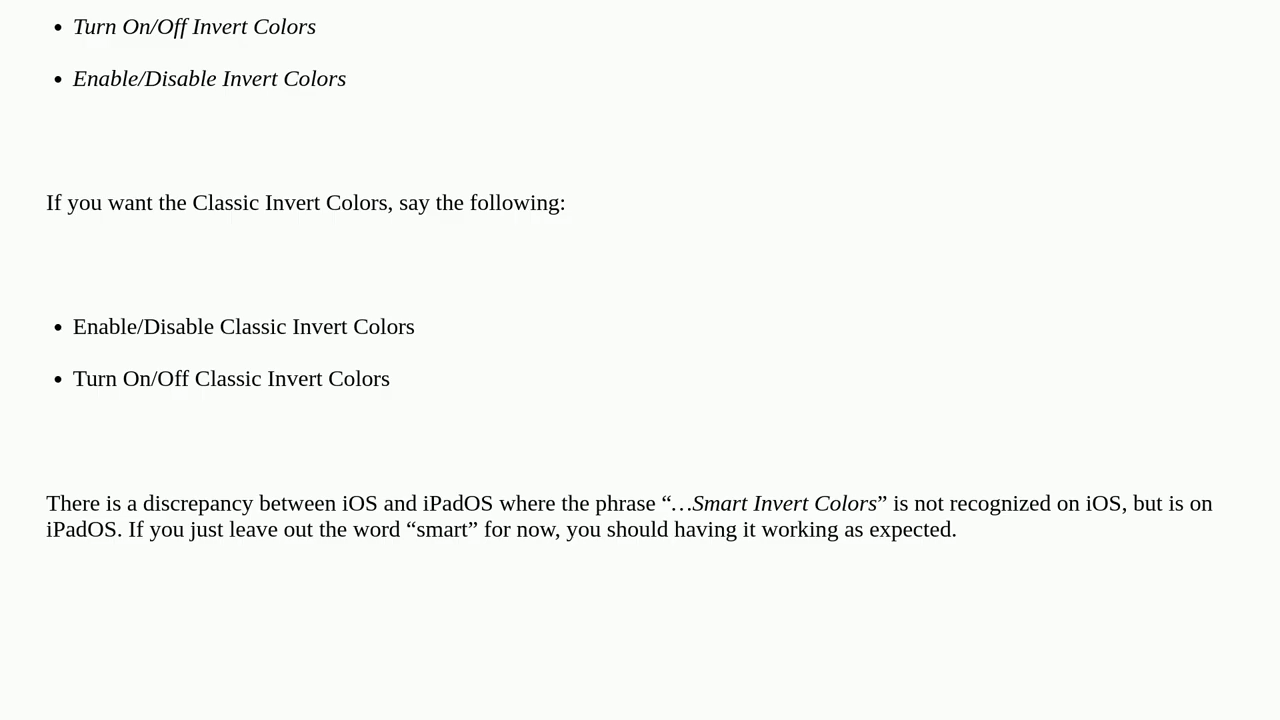 • Turn On/Off Invert Colors
• Enable/Disable Invert Colors
If you want the Classic Invert Colors, say the following:
• Enable/Disable Classic Invert Colors
• Turn On/Off Classic Invert Colors
There is a discrepancy between iOS and iPadOS where the phrase “…Smart Invert Colors” is not recognized on iOS, but is on
iPadOS. If you just leave out the word “smart” for now, you should having it working as expected.